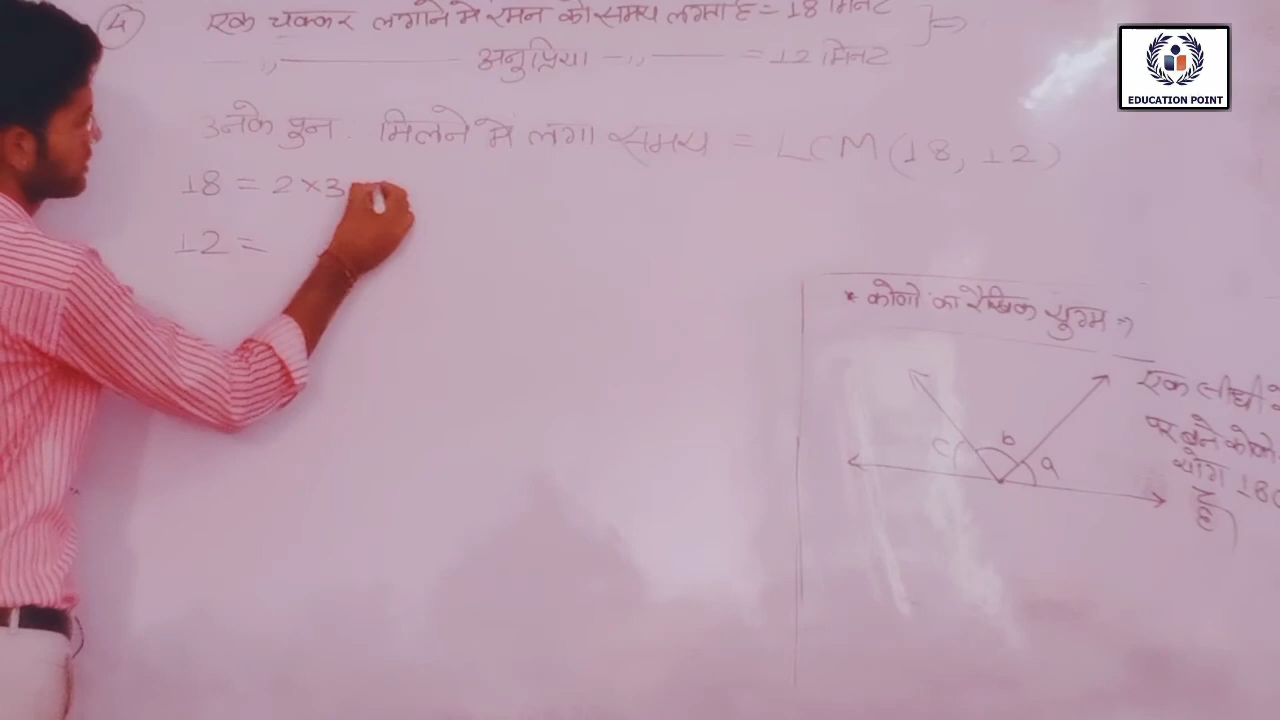 4 एक चक्कर लगाने मे रमन को समय लगता है = 18 मिनट } ⇒
— ,, — अनुप्रिया — ,, — = 12 मिनट
उनके पुन: मिलने मे लगा समय = LCM (18, 12)
18 = 2 × 3
12 =
* कोणो का रैखिक युग्म →
एक सीधी
पर बने कोणो
योग 180
है
c b a
EDUCATION POINT